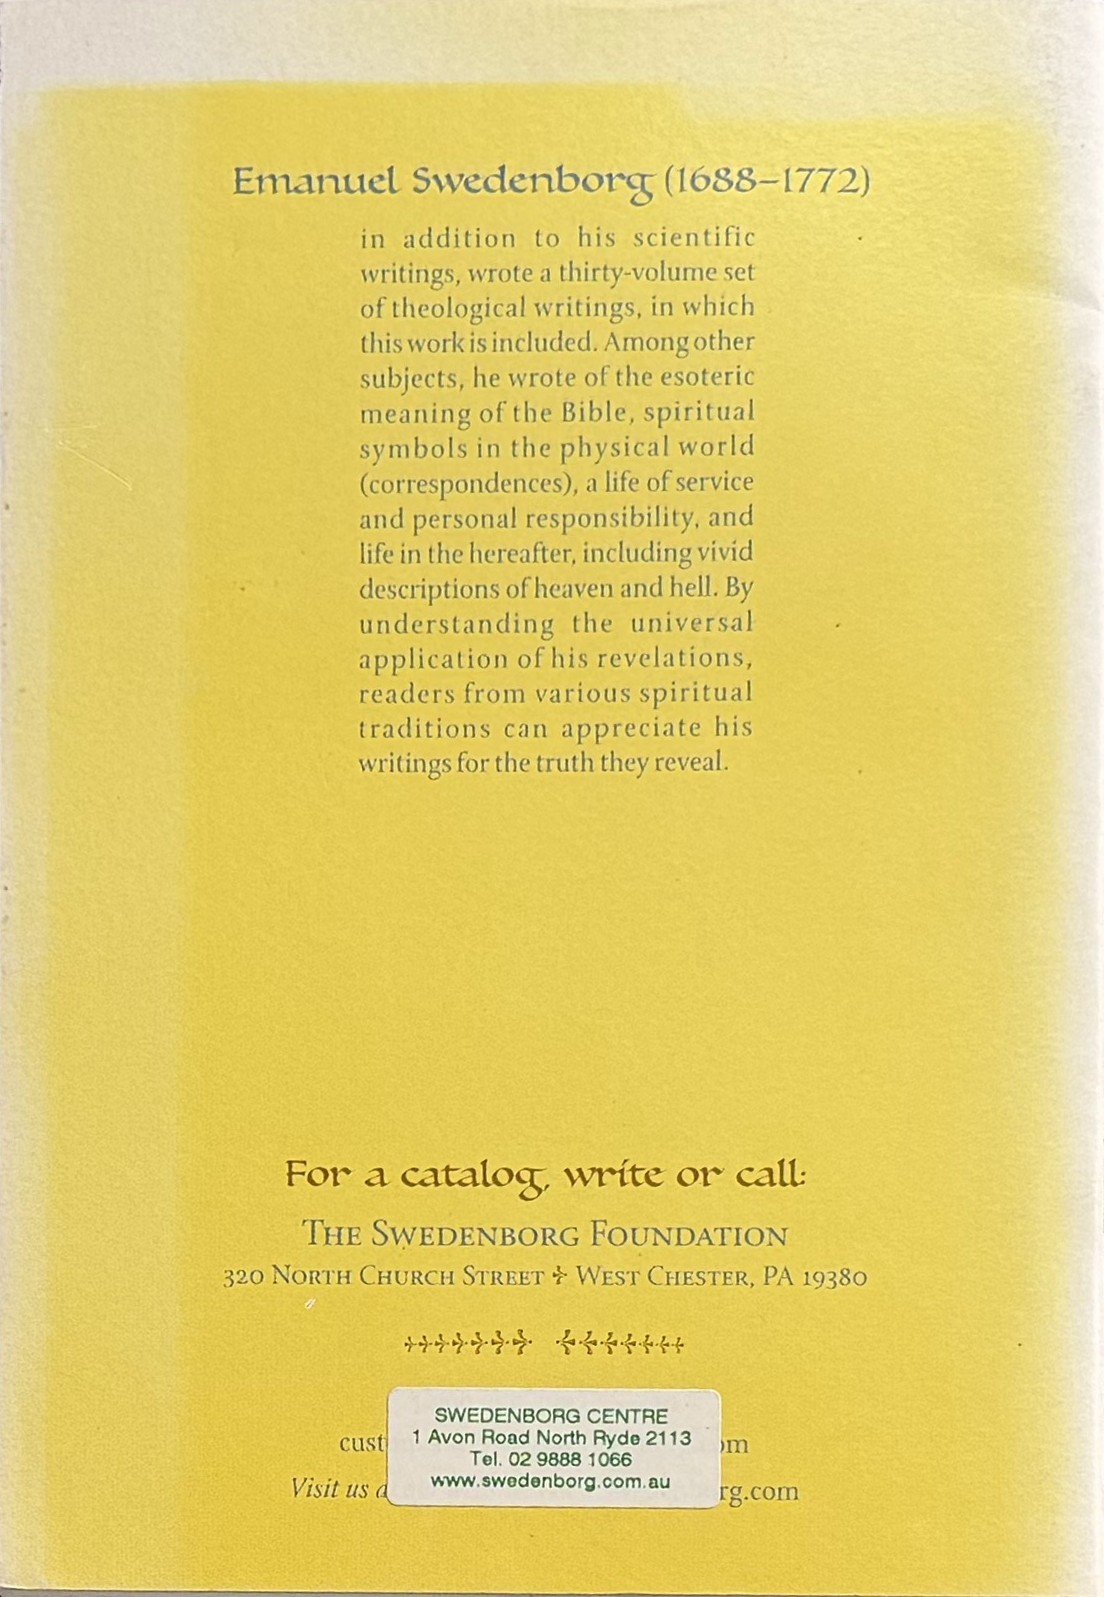 Emanuel Swedenborg (1688–1772)
in addition to his scientific
writings, wrote a thirty-volume set
of theological writings, in which
this work is included. Among other
subjects, he wrote of the esoteric
meaning of the Bible, spiritual
symbols in the physical world
(correspondences), a life of service
and personal responsibility, and
life in the hereafter, including vivid
descriptions of heaven and hell. By
understanding the universal
application of his revelations,
readers from various spiritual
traditions can appreciate his
writings for the truth they reveal.
For a catalog, write or call:
THE SWEDENBORG FOUNDATION
320 NORTH CHURCH STREET ✢ WEST CHESTER, PA 19380
SWEDENBORG CENTRE
1 Avon Road North Ryde 2113
Tel. 02 9888 1066
www.swedenborg.com.au
Visit us